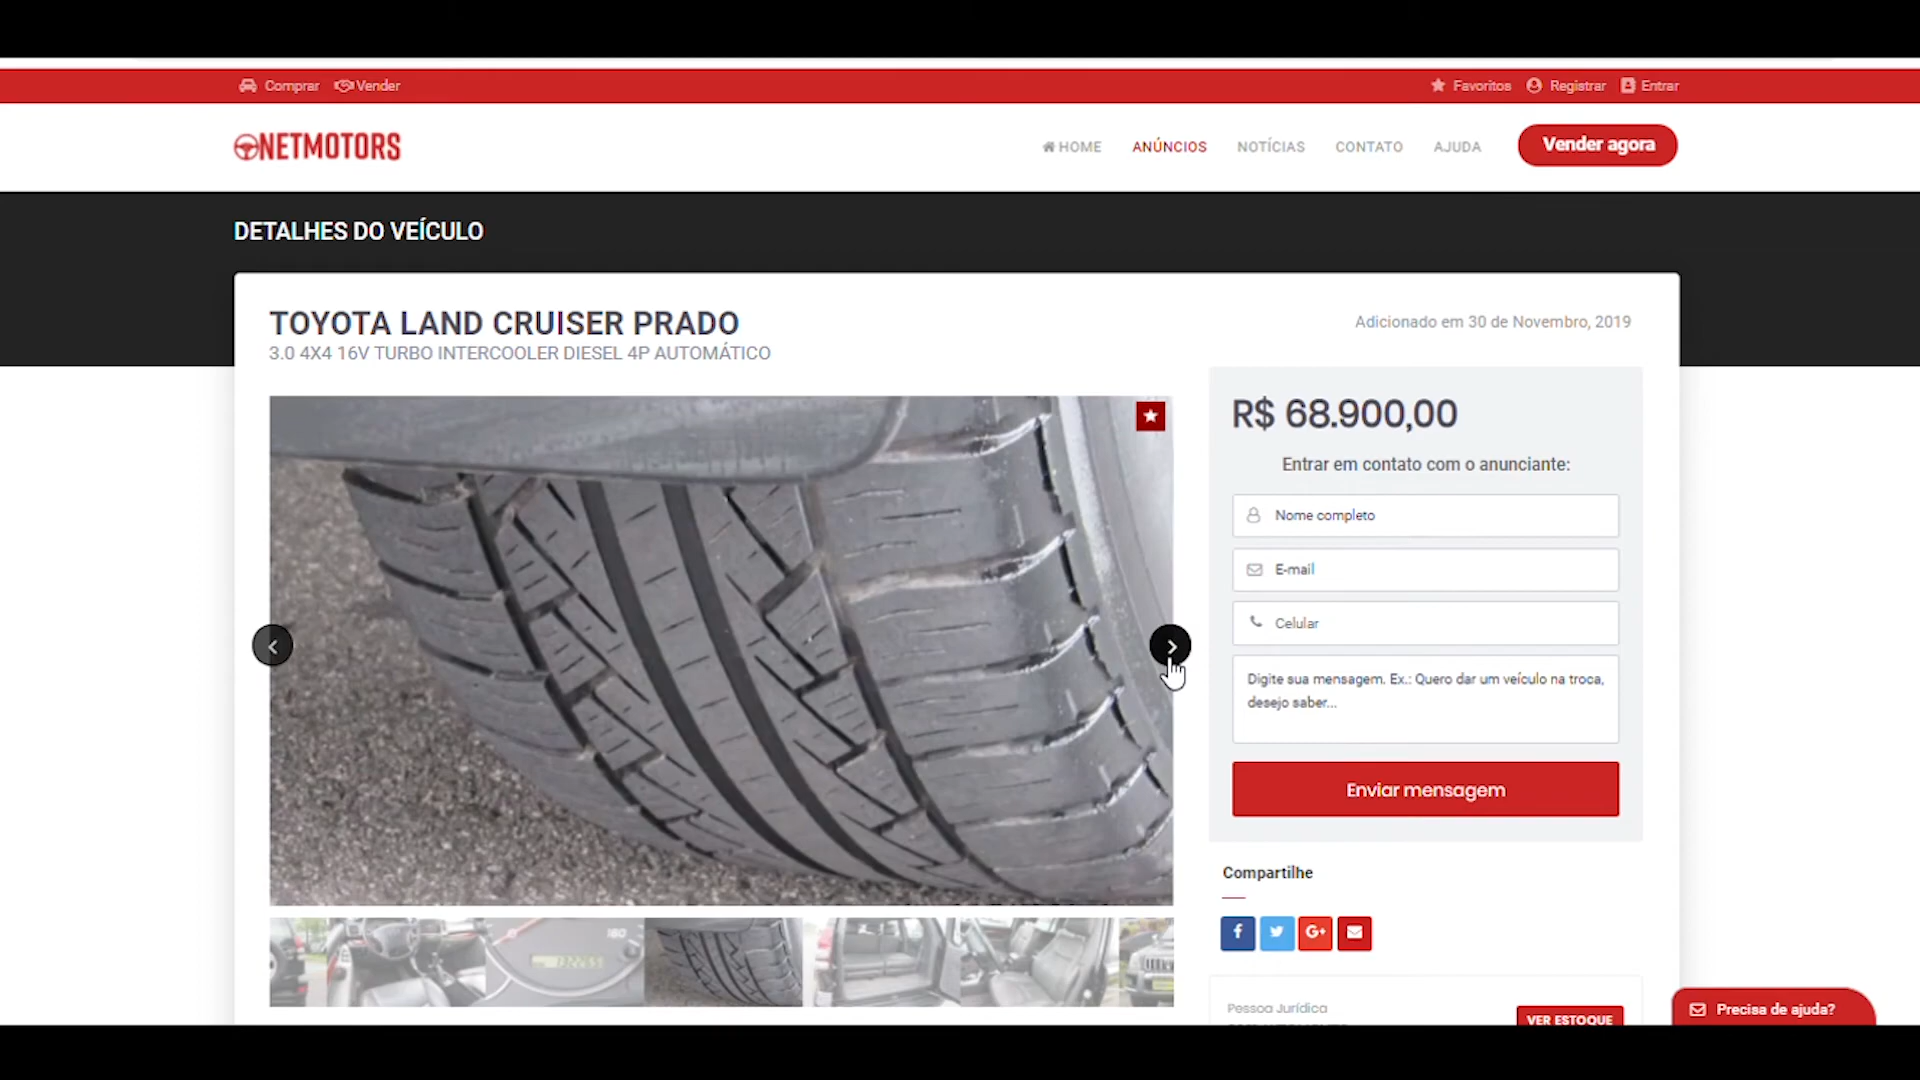 Comprar Vender
Favoritos Registrar Entrar
NETMOTORS
HOME ANÚNCIOS NOTÍCIAS CONTATO AJUDA Vender agora
DETALHES DO VEÍCULO
TOYOTA LAND CRUISER PRADO
3.0 4X4 16V TURBO INTERCOOLER DIESEL 4P AUTOMÁTICO
Adicionado em 30 de Novembro, 2019
R$ 68.900,00
Entrar em contato com o anunciante:
Nome completo
E-mail
Celular
Digite sua mensagem. Ex.: Quero dar um veículo na troca,
desejo saber...
Enviar mensagem
Compartilhe
Pessoa Jurídica
VER ESTOQUE
Precisa de ajuda?